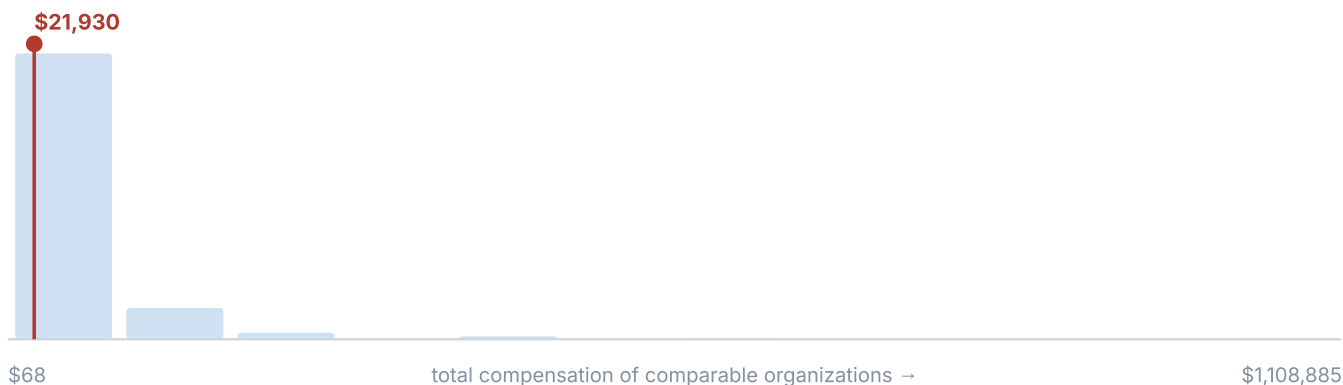 $21,930
$68
total compensation of comparable organizations →
$1,108,885